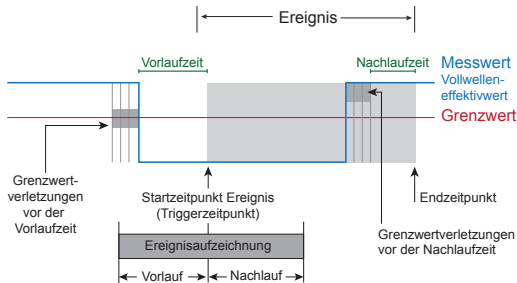 Ereignis
Vorlaufzeit
Nachlaufzeit
Messwert
Vollwellen-
effektivwert
Grenzwert
Grenzwert-
verletzungen
vor der
Vorlaufzeit
Startzeitpunkt Ereignis
(Triggerzeitpunkt)
Endzeitpunkt
Grenzwertverletzungen
vor der Nachlaufzeit
Ereignisaufzeichnung
Vorlauf
Nachlauf